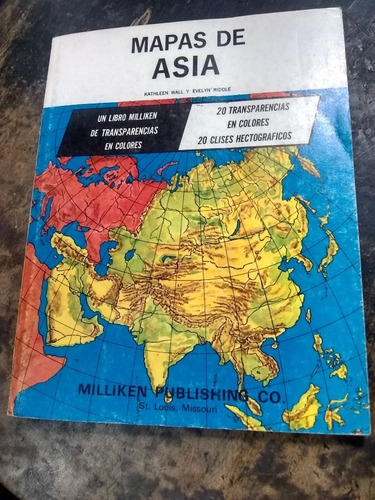 MAPAS DE
ASIA
KATHLEEN WALL Y EVELYN RIDDLE
UN LIBRO MILLIKEN
DE TRANSPARENCIAS
EN COLORES
20 TRANSPARENCIAS
EN COLORES
20 CLISES HECTOGRAFICOS
MILLIKEN PUBLISHING CO.
St. Louis, Missouri